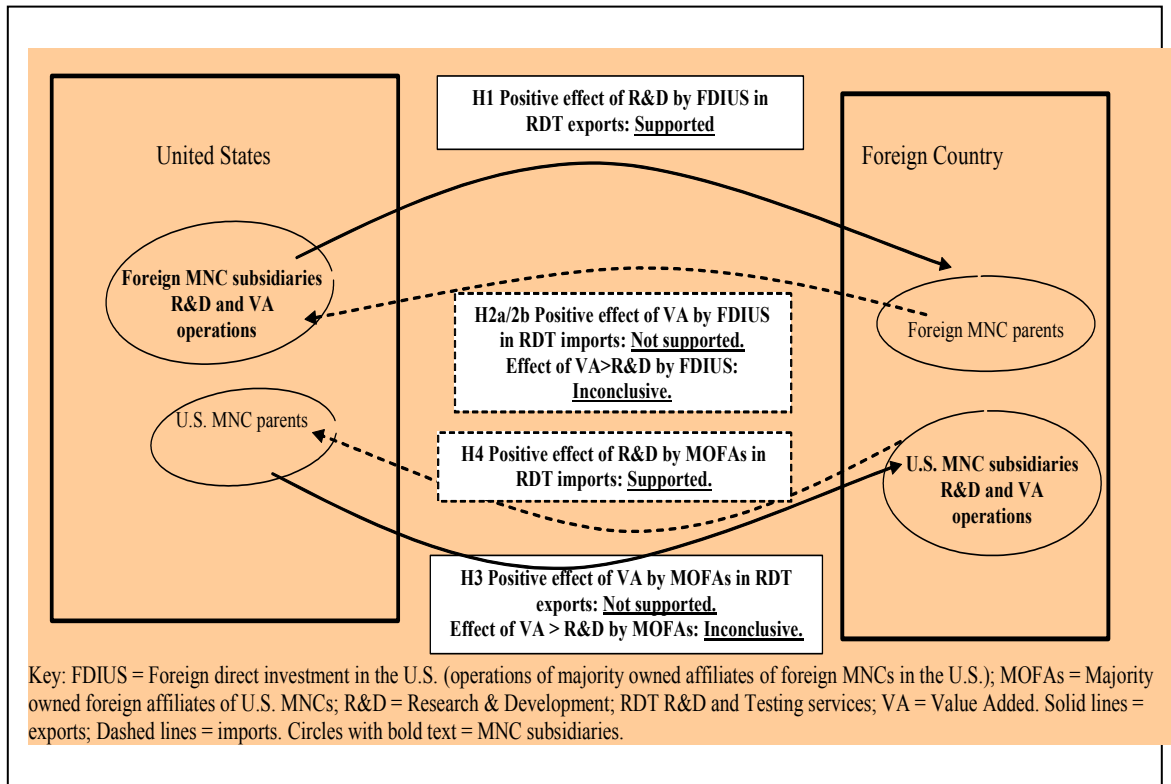 H1 Positive effect of R&D by FDIUS in
RDT exports: Supported
United States
Foreign Country
Foreign MNC subsidiaries
R&D and VA
operations
H2a/2b Positive effect of VA by FDIUS
in RDT imports: Not supported.
Effect of VA>R&D by FDIUS:
Inconclusive.
Foreign MNC parents
U.S. MNC parents
H4 Positive effect of R&D by MOFAs in
RDT imports: Supported.
U.S. MNC subsidiaries
R&D and VA
operations
H3 Positive effect of VA by MOFAs in RDT
exports: Not supported.
Effect of VA > R&D by MOFAs: Inconclusive.
Key: FDIUS = Foreign direct investment in the U.S. (operations of majority owned affiliates of foreign MNCs in the U.S.); MOFAs = Majority
owned foreign affiliates of U.S. MNCs; R&D = Research & Development; RDT R&D and Testing services; VA = Value Added. Solid lines =
exports; Dashed lines = imports. Circles with bold text = MNC subsidiaries.